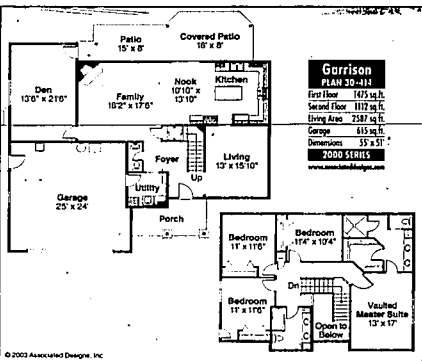 Patio
15' x 8'
Covered Patio
16' x 8'
Den
13'6" x 21'6"
Family
16'2" x 17'6"
Nook
10'10" x
13'10"
Kitchen
Garrison
PLAN 30-414
First Floor 1475 sq.ft.
Second Floor 1112 sq.ft.
Living Area 2587 sq.ft.
Garage 615 sq.ft.
Dimensions 55' x 51'
2000 SERIES
www.associateddesigns.com
Foyer
Living
13' x 15'10"
Up
Utility
Garage
25' x 24'
Porch
Bedroom
11' x 11'6"
Bedroom
11'4" x 10'4"
Bedroom
11' x 11'6"
Dn
Open to
Below
Vaulted
Master Suite
13' x 17'
© 2003 Associated Designs, Inc